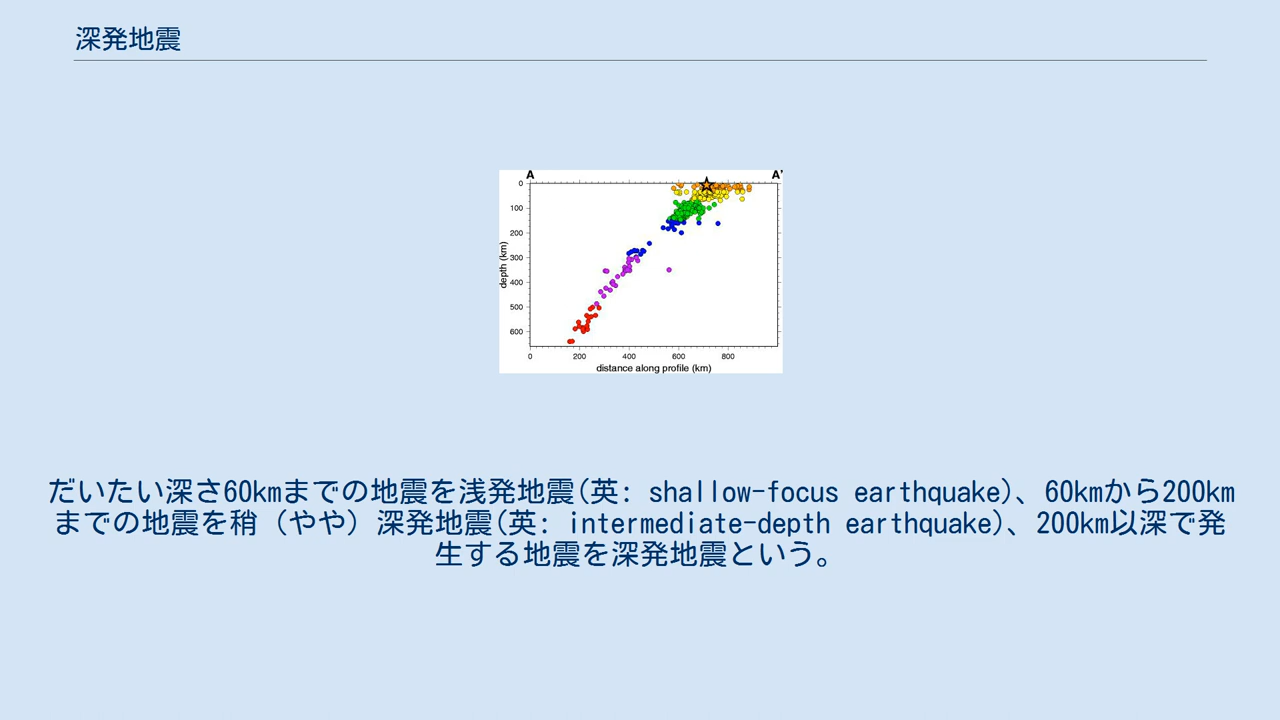 深発地震
A A'
0
100
200
300
400
500
600
depth (km)
0 200 400 600 800
distance along profile (km)
だいたい深さ60kmまでの地震を浅発地震(英: shallow-focus earthquake)、60kmから200km
までの地震を稍（やや）深発地震(英: intermediate-depth earthquake)、200km以深で発
生する地震を深発地震という。